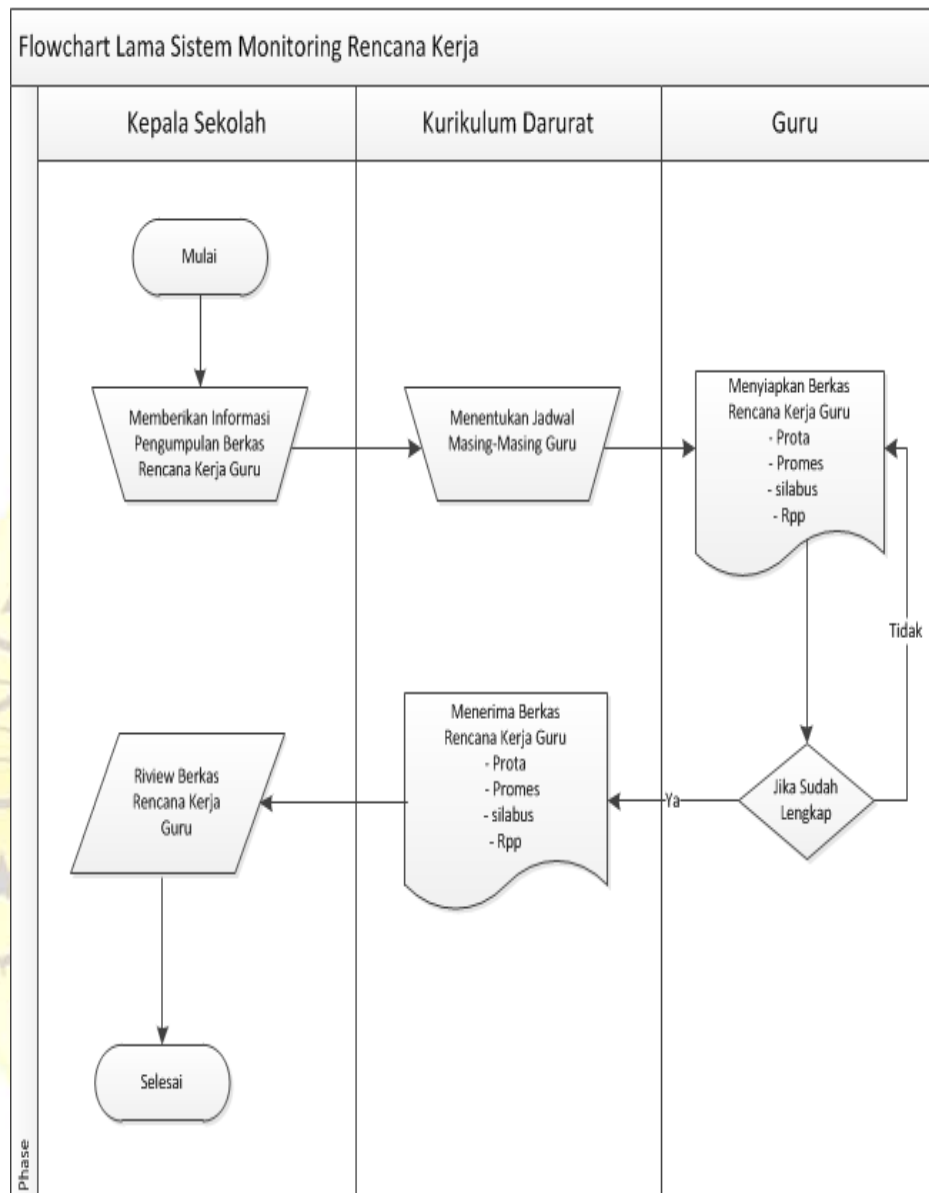 Flowchart Lama Sistem Monitoring Rencana Kerja
Kepala Sekolah
Kurikulum Darurat
Guru
Mulai
Memberikan Informasi
Pengumpulan Berkas
Rencana Kerja Guru
Menentukan Jadwal
Masing-Masing Guru
Menyiapkan Berkas
Rencana Kerja Guru
- Prota
- Promes
- silabus
- Rpp
Tidak
Jika Sudah
Lengkap
Ya
Menerima Berkas
Rencana Kerja Guru
- Prota
- Promes
- silabus
- Rpp
Riview Berkas
Rencana Kerja
Guru
Selesai
Phase